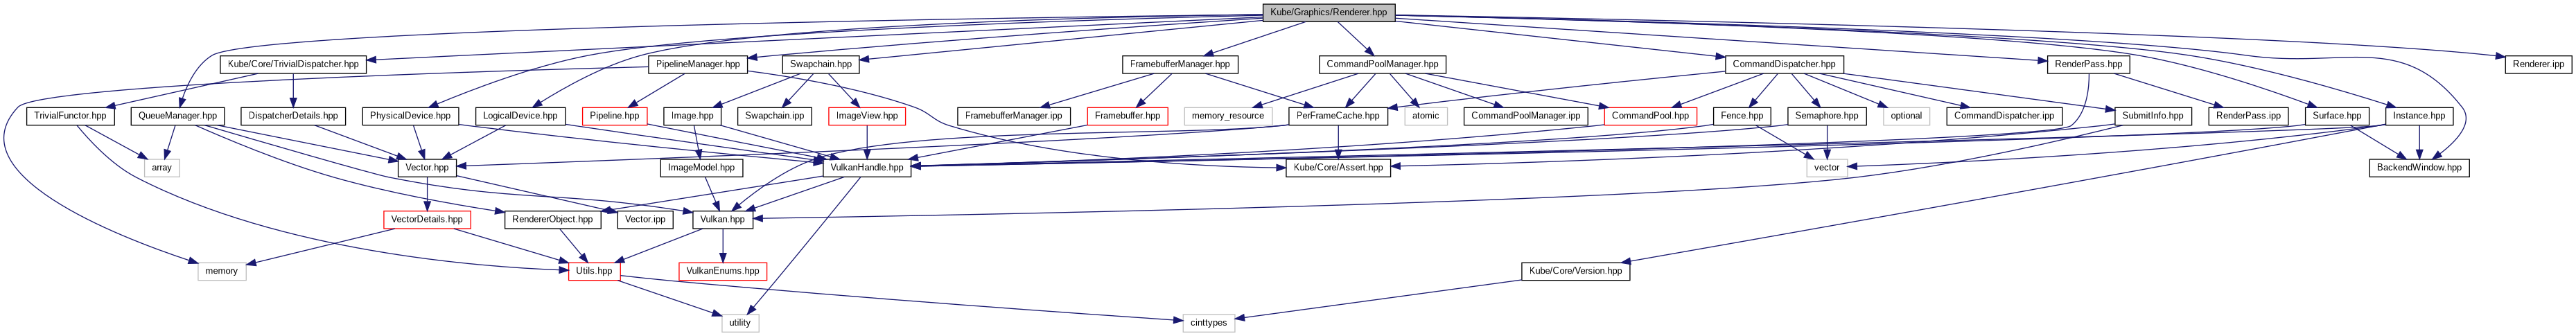 Kube/Graphics/Renderer.hpp
Kube/Core/TrivialDispatcher.hpp
PipelineManager.hpp
Swapchain.hpp
FramebufferManager.hpp
CommandPoolManager.hpp
CommandDispatcher.hpp
RenderPass.hpp
Renderer.ipp
TrivialFunctor.hpp
QueueManager.hpp
DispatcherDetails.hpp
PhysicalDevice.hpp
LogicalDevice.hpp
Pipeline.hpp
Image.hpp
Swapchain.ipp
ImageView.hpp
FramebufferManager.ipp
Framebuffer.hpp
memory_resource
PerFrameCache.hpp
atomic
CommandPoolManager.ipp
CommandPool.hpp
Fence.hpp
Semaphore.hpp
optional
CommandDispatcher.ipp
SubmitInfo.hpp
RenderPass.ipp
Surface.hpp
Instance.hpp
array
Vector.hpp
ImageModel.hpp
VulkanHandle.hpp
Kube/Core/Assert.hpp
vector
BackendWindow.hpp
VectorDetails.hpp
RendererObject.hpp
Vector.ipp
Vulkan.hpp
memory
Utils.hpp
VulkanEnums.hpp
Kube/Core/Version.hpp
utility
cinttypes